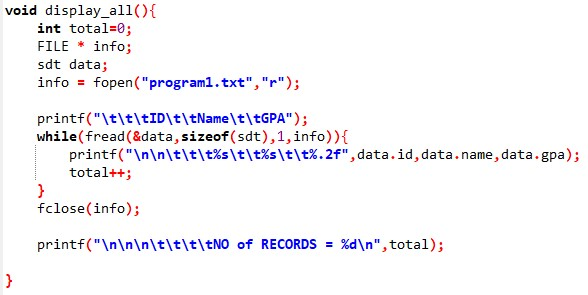 void display_all(){
int total=0;
FILE * info;
sdt data;
info = fopen("program1.txt","r");
printf("\t\t\tID\t\tName\t\tGPA");
while(fread(&data,sizeof(sdt),1,info)){
printf("\n\n\t\t\t%s\t\t%s\t\t%.2f",data.id,data.name,data.gpa);
total++;
}
fclose(info);
printf("\n\n\n\t\t\t\tNO of RECORDS = %d\n",total);
}